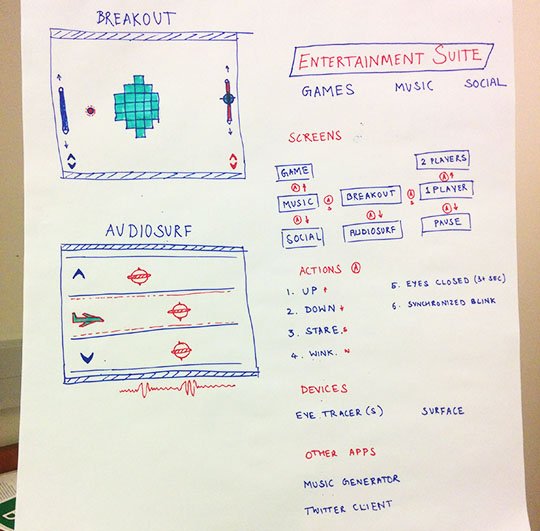 BREAKOUT
AUDIOSURF
ENTERTAINMENT SUITE
GAMES MUSIC SOCIAL
SCREENS
GAME
MUSIC
SOCIAL
BREAKOUT
AUDIOSURF
2 PLAYERS
1 PLAYER
PAUSE
ACTIONS A
1. UP ↑
2. DOWN ↓
3. STARE. S
4. WINK. W
5. EYES CLOSED (3+ SEC)
6. SYNCHRONIZED BLINK
DEVICES
EYE TRACER(S) SURFACE
OTHER APPS
MUSIC GENERATOR
TWITTER CLIENT